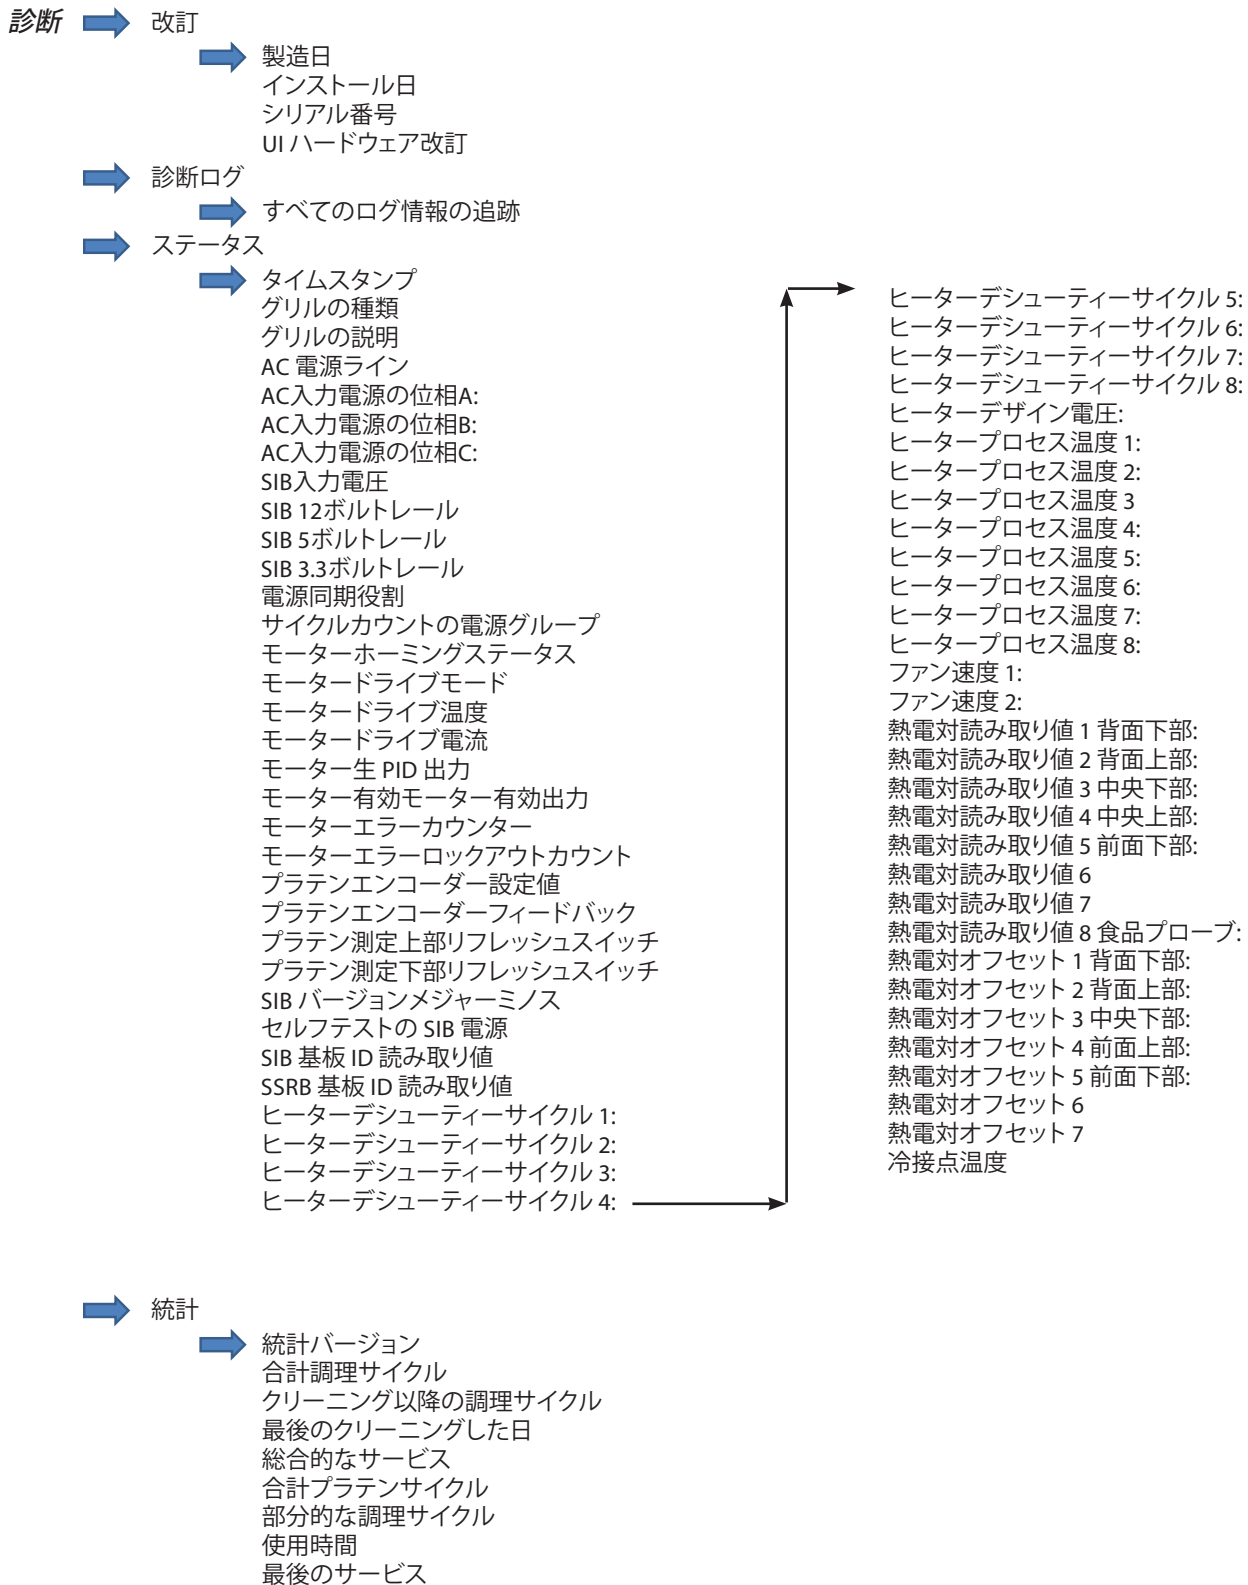 診断
改訂
製造日
インストール日
シリアル番号
UI ハードウェア改訂
診断ログ
すべてのログ情報の追跡
ステータス
タイムスタンプ
グリルの種類
グリルの説明
AC 電源ライン
AC入力電源の位相A:
AC入力電源の位相B:
AC入力電源の位相C:
SIB入力電圧
SIB 12ボルトレール
SIB 5ボルトレール
SIB 3.3ボルトレール
電源同期役割
サイクルカウントの電源グループ
モーターホーミングステータス
モータードライブモード
モータードライブ温度
モータードライブ電流
モーター生 PID 出力
モーター有効モーター有効出力
モーターエラーカウンター
モーターエラーロックアウトカウント
プラテンエンコーダー設定値
プラテンエンコーダーフィードバック
プラテン測定上部リフレッシュスイッチ
プラテン測定下部リフレッシュスイッチ
SIB バージョンメジャーミノス
セルフテストの SIB 電源
SIB 基板 ID 読み取り値
SSRB 基板 ID 読み取り値
ヒーターデシューティーサイクル 1:
ヒーターデシューティーサイクル 2:
ヒーターデシューティーサイクル 3:
ヒーターデシューティーサイクル 4:
ヒーターデシューティーサイクル 5:
ヒーターデシューティーサイクル 6:
ヒーターデシューティーサイクル 7:
ヒーターデシューティーサイクル 8:
ヒーターデザイン電圧:
ヒータープロセス温度 1:
ヒータープロセス温度 2:
ヒータープロセス温度 3
ヒータープロセス温度 4:
ヒータープロセス温度 5:
ヒータープロセス温度 6:
ヒータープロセス温度 7:
ヒータープロセス温度 8:
ファン速度 1:
ファン速度 2:
熱電対読み取り値 1 背面下部:
熱電対読み取り値 2 背面上部:
熱電対読み取り値 3 中央下部:
熱電対読み取り値 4 中央上部:
熱電対読み取り値 5 前面下部:
熱電対読み取り値 6
熱電対読み取り値 7
熱電対読み取り値 8 食品プローブ:
熱電対オフセット 1 背面下部:
熱電対オフセット 2 背面上部:
熱電対オフセット 3 中央下部:
熱電対オフセット 4 前面上部:
熱電対オフセット 5 前面下部:
熱電対オフセット 6
熱電対オフセット 7
冷接点温度
統計
統計バージョン
合計調理サイクル
クリーニング以降の調理サイクル
最後のクリーニングした日
総合的なサービス
合計プラテンサイクル
部分的な調理サイクル
使用時間
最後のサービス